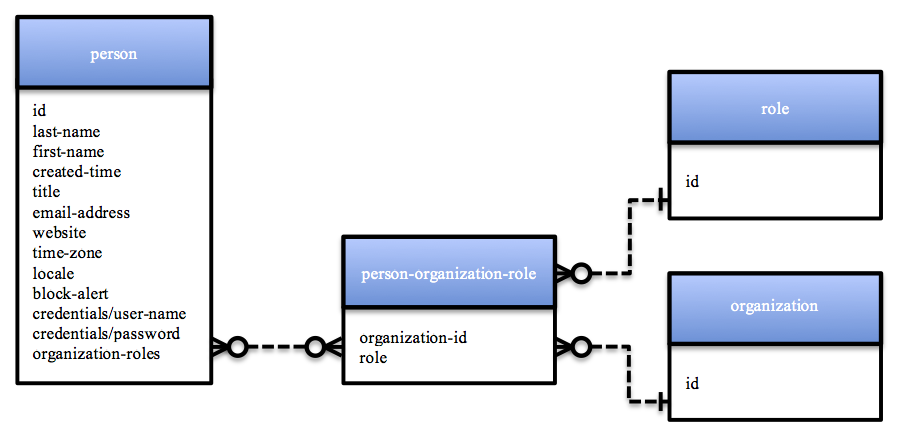 person
id
last-name
first-name
created-time
title
email-address
website
time-zone
locale
block-alert
credentials/user-name
credentials/password
organization-roles
person-organization-role
organization-id
role
role
id
organization
id